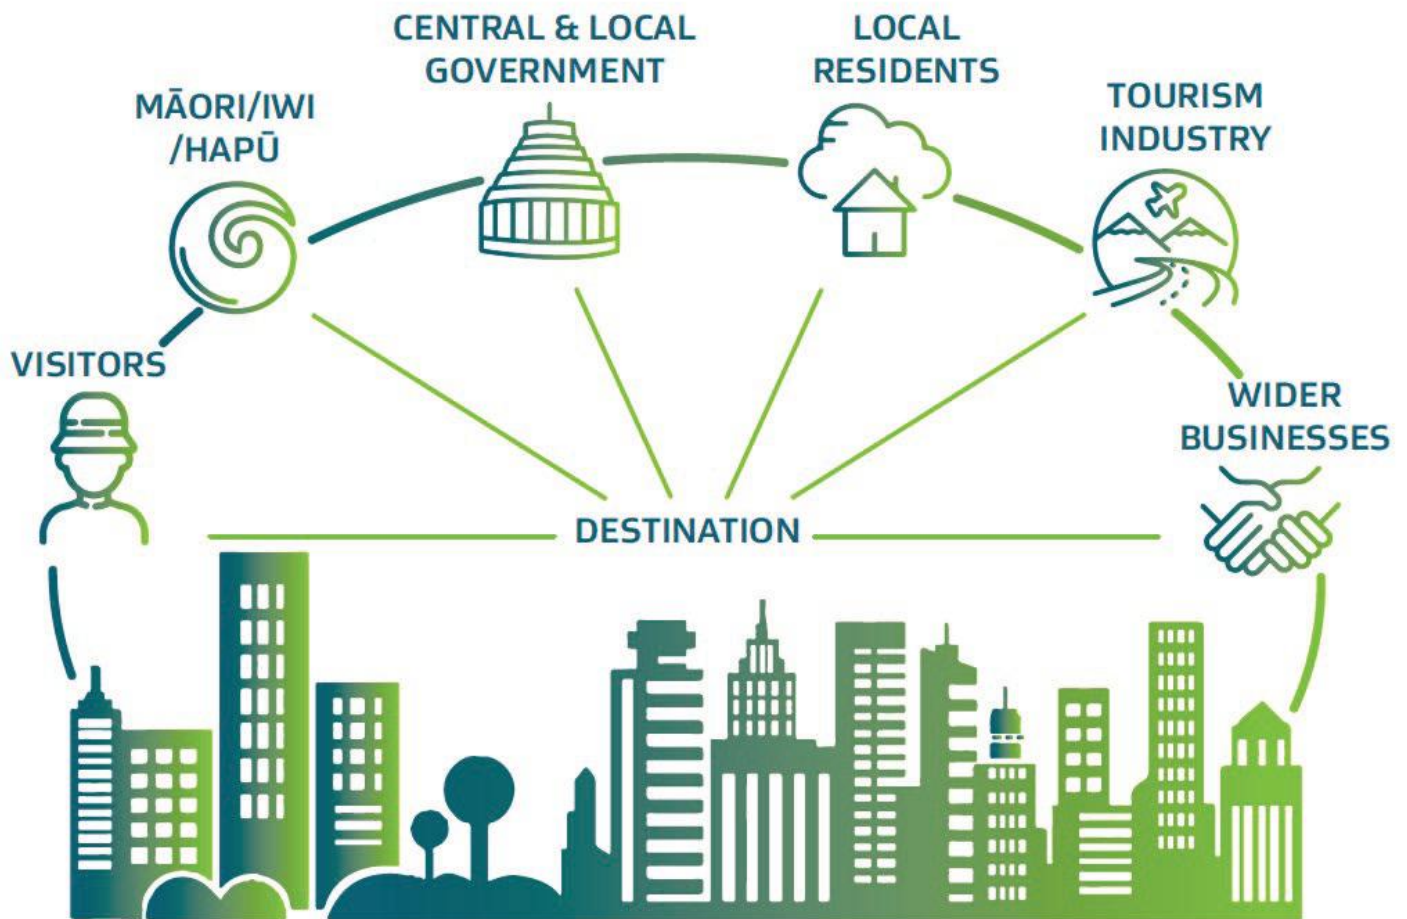 CENTRAL & LOCAL
GOVERNMENT
LOCAL
RESIDENTS
MĀORI/IWI
/HAPŪ
TOURISM
INDUSTRY
VISITORS
WIDER
BUSINESSES
DESTINATION